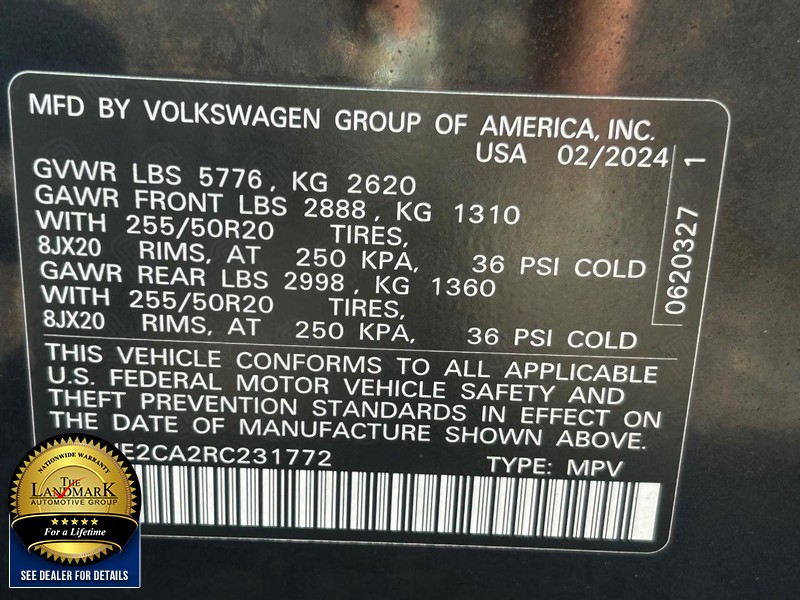 MFD BY VOLKSWAGEN GROUP OF AMERICA, INC.
USA 02/2024
GVWR LBS 5776, KG 2620
GAWR FRONT LBS 2888, KG 1310
WITH 255/50R20 TIRES,
8JX20 RIMS, AT 250 KPA, 36 PSI COLD
GAWR REAR LBS 2998, KG 1360
WITH 255/50R20 TIRES,
8JX20 RIMS, AT 250 KPA, 36 PSI COLD
0620327 1
THIS VEHICLE CONFORMS TO ALL APPLICABLE
U.S. FEDERAL MOTOR VEHICLE SAFETY AND
THEFT PREVENTION STANDARDS IN EFFECT ON
THE DATE OF MANUFACTURE SHOWN ABOVE.
E2CA2RC231772 TYPE: MPV
NATIONWIDE WARRANTY
THE
LANDMARK
AUTOMOTIVE GROUP
For a Lifetime
SEE DEALER FOR DETAILS